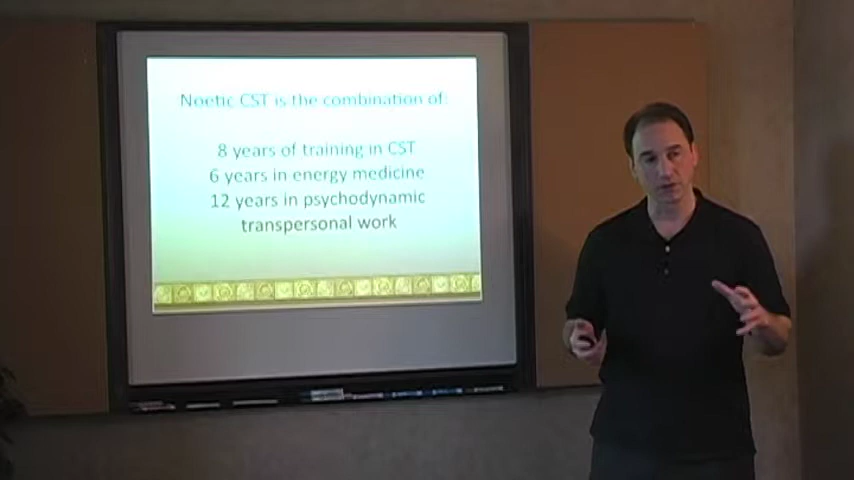 Noetic CST is the combination of:
8 years of training in CST
6 years in energy medicine
12 years in psychodynamic
transpersonal work